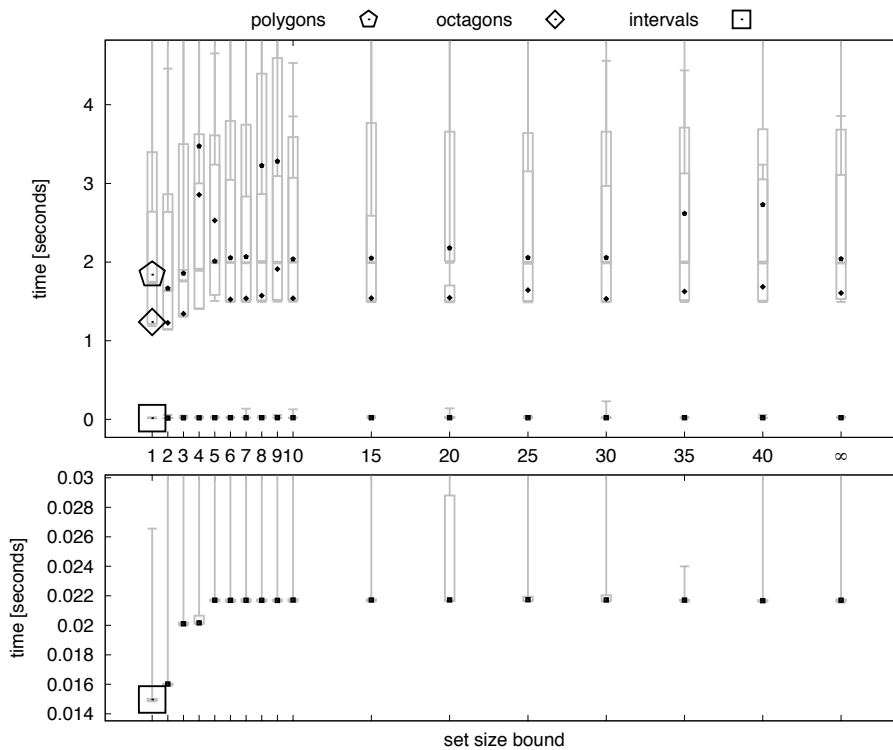 polygons octagons intervals
4
3
2
1
0
time [seconds]
1 2 3 4 5 6 7 8 9 10 15 20 25 30 35 40 ∞
0.03
0.028
0.026
0.024
0.022
0.02
0.018
0.016
0.014
time [seconds]
set size bound